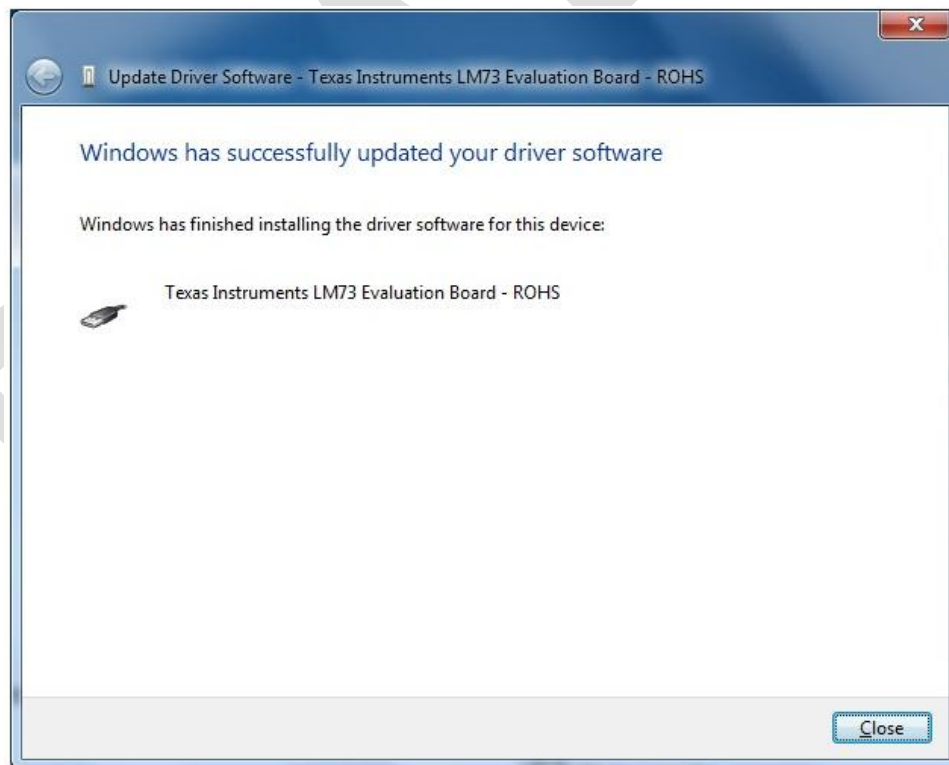 Update Driver Software - Texas Instruments LM73 Evaluation Board - ROHS
Windows has successfully updated your driver software
Windows has finished installing the driver software for this device:
Texas Instruments LM73 Evaluation Board - ROHS
Close